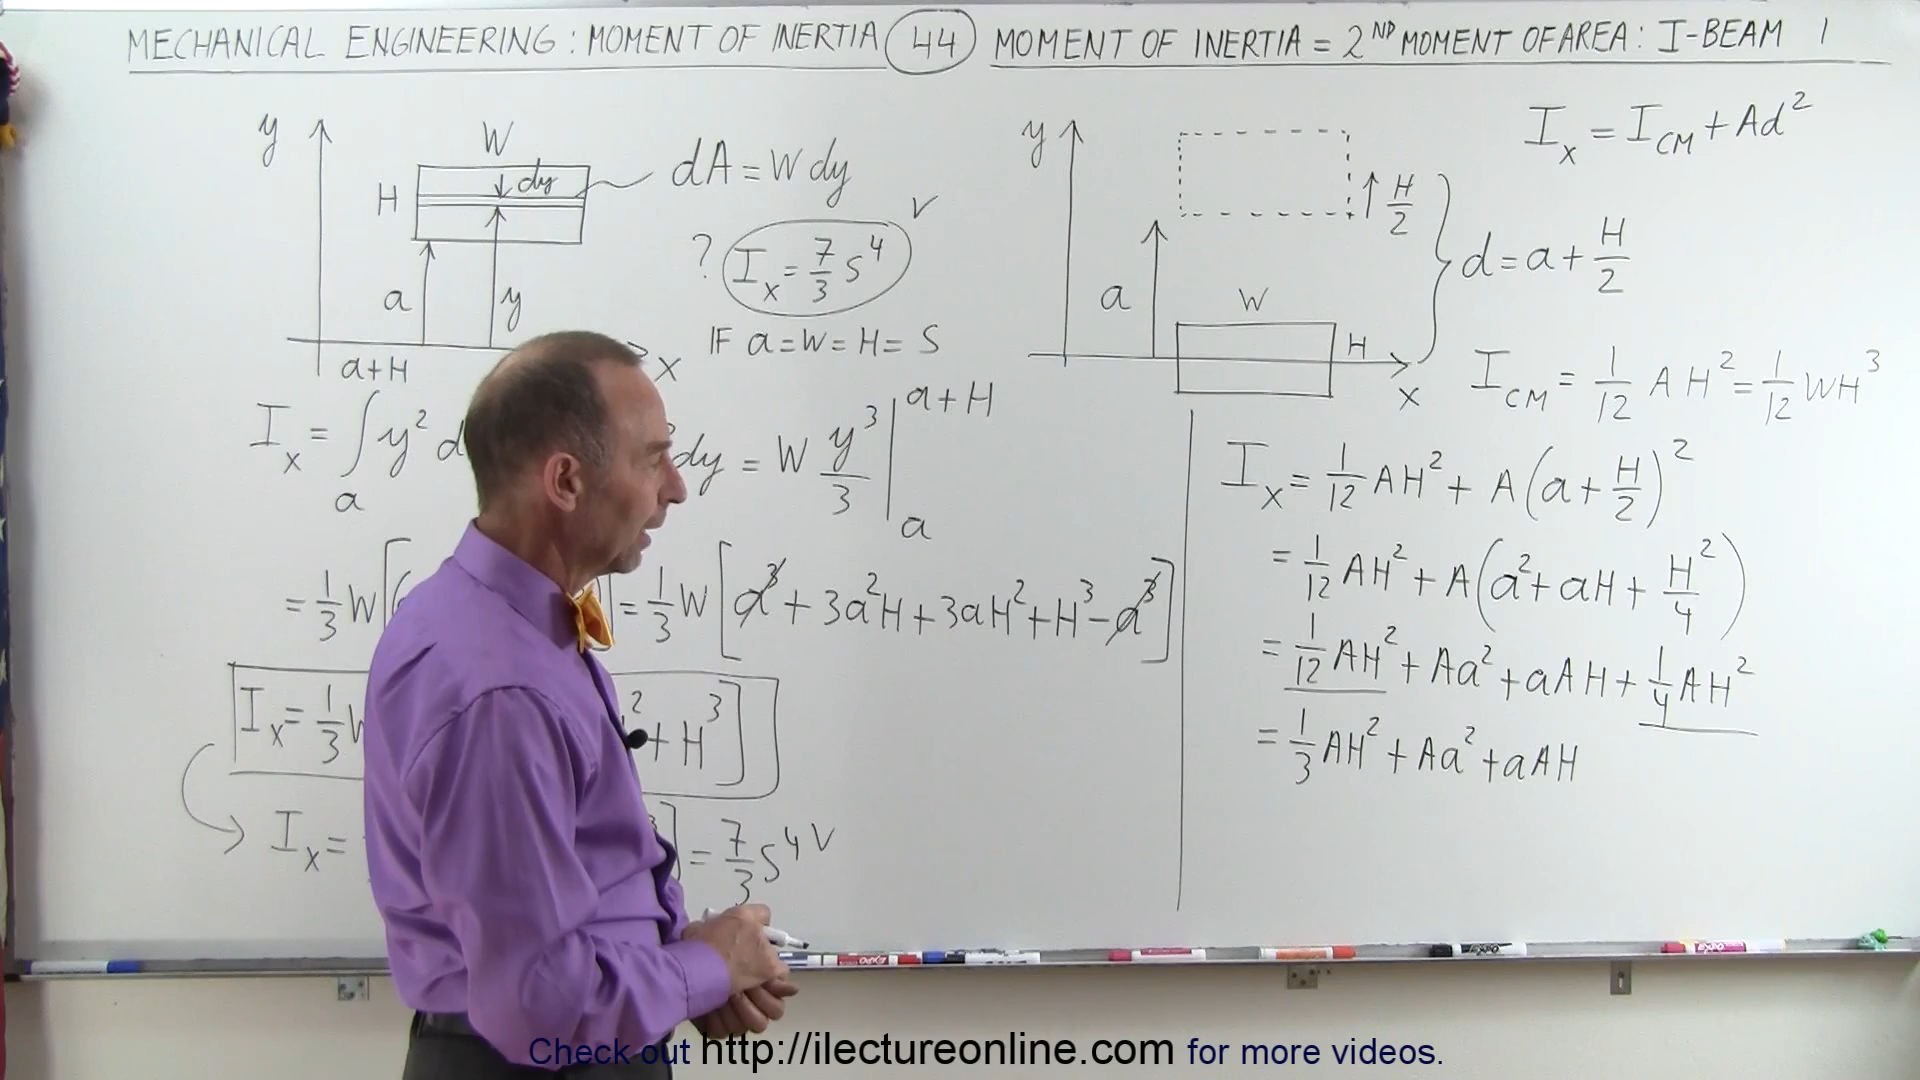 MECHANICAL ENGINEERING: MOMENT OF INERTIA 44 MOMENT OF INERTIA = 2ND MOMENT OF AREA: I-BEAM 1
y
W
H
dy
dA = W dy
a
y
x
? Ix = 7/3 S⁴ √
IF a = W = H = S
a+H
Ix = ∫ y² d
a
dy = W y³/3 |
a+H
a
= 1/3 W [
] = 1/3 W [a³ + 3a²H + 3aH² + H³ - a³]
Ix = 1/3 W
² + H³]
Ix =
] = 7/3 S⁴ √
y
a
W
H
x
↑ H/2
d = a + H/2
Ix = ICM + Ad²
ICM = 1/12 AH² = 1/12 WH³
Ix = 1/12 AH² + A(a + H/2)²
= 1/12 AH² + A(a² + aH + H²/4)
= 1/12 AH² + Aa² + aAH + 1/4 AH²
= 1/3 AH² + Aa² + aAH
EXPO
Check out http://ilectureonline.com for more videos.